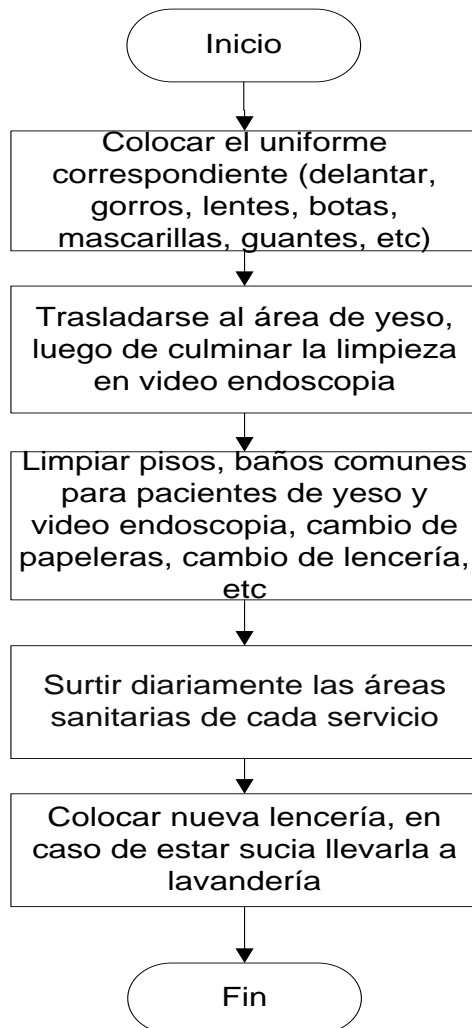 Inicio
Colocar el uniforme
correspondiente (delantar,
gorros, lentes, botas,
mascarillas, guantes, etc)
Trasladarse al área de yeso,
luego de culminar la limpieza
en video endoscopia
Limpiar pisos, baños comunes
para pacientes de yeso y
video endoscopia, cambio de
papeleras, cambio de lencería,
etc
Surtir diariamente las áreas
sanitarias de cada servicio
Colocar nueva lencería, en
caso de estar sucia llevarla a
lavandería
Fin